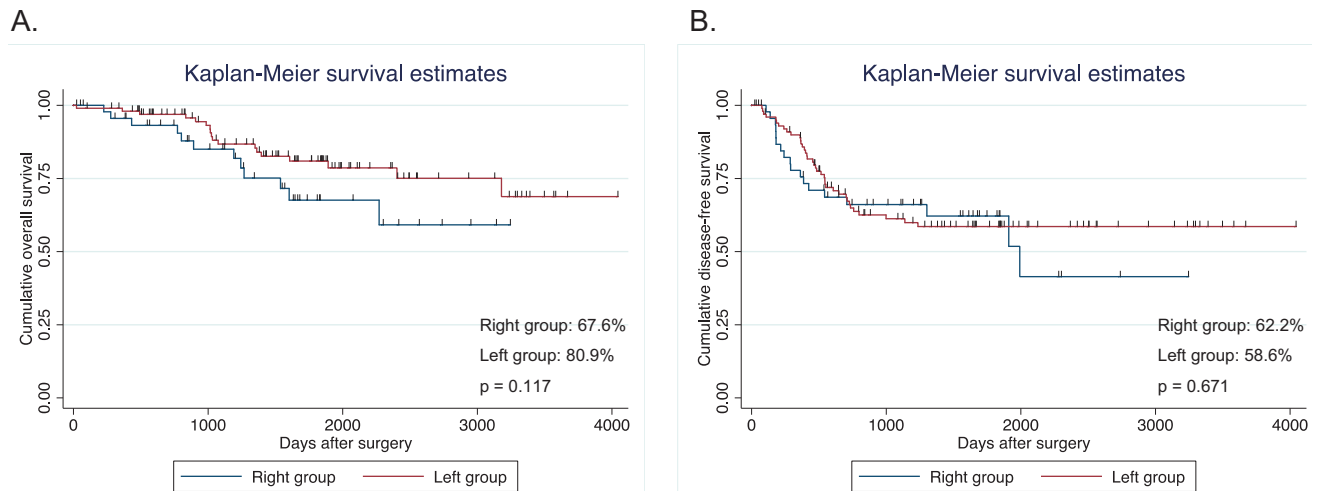 A.
Kaplan-Meier survival estimates
Cumulative overall survival
1.00
0.75
0.50
0.25
0.00
Right group: 67.6%
Left group: 80.9%
p = 0.117
0 1000 2000 3000 4000
Days after surgery
Right group Left group
B.
Kaplan-Meier survival estimates
Cumulative disease-free survival
1.00
0.75
0.50
0.25
0.00
Right group: 62.2%
Left group: 58.6%
p = 0.671
0 1000 2000 3000 4000
Days after surgery
Right group Left group